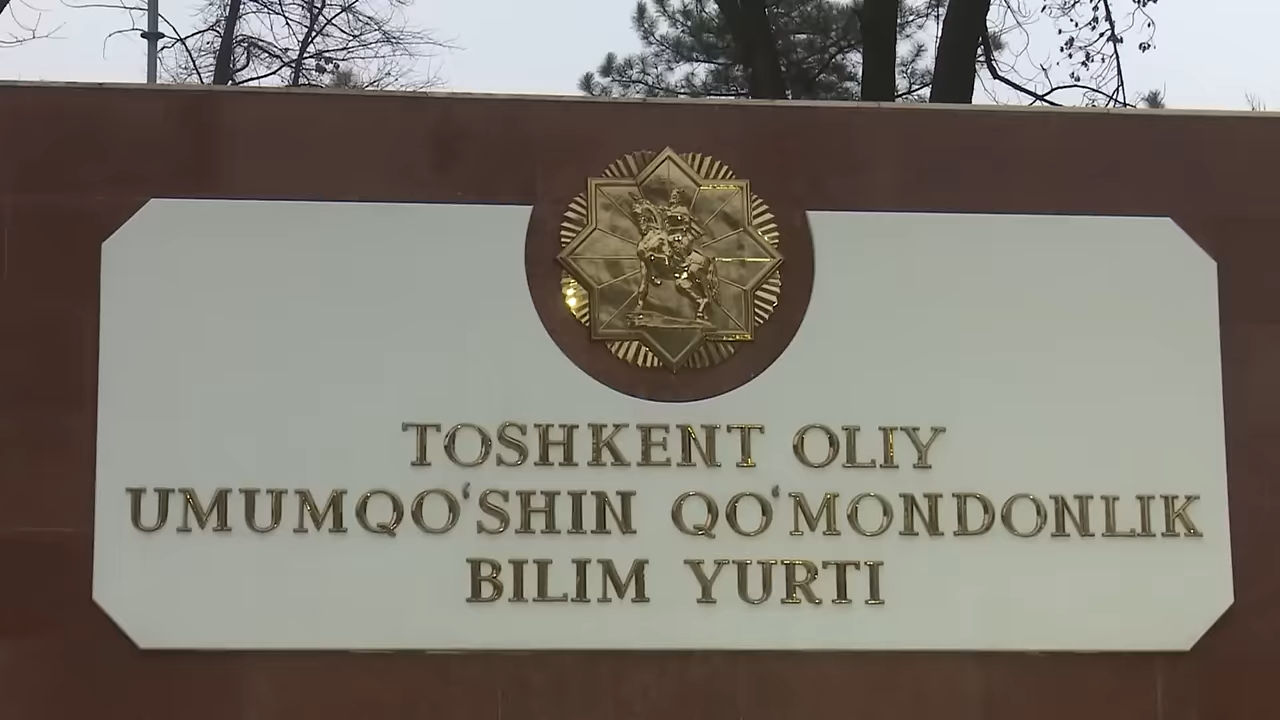 TOSHKENT OLIY
UMUMQO‘SHIN QO‘MONDONLIK
BILIM YURTI